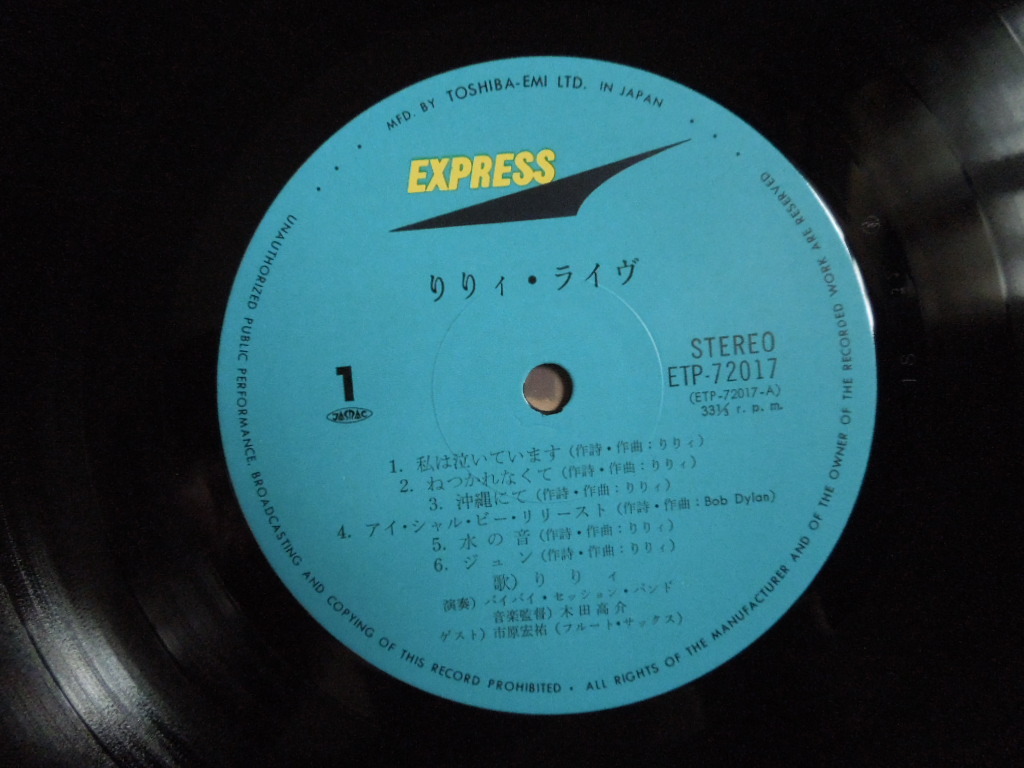 MFD. BY TOSHIBA-EMI LTD. IN JAPAN
EXPRESS
りりィ・ライヴ
STEREO
ETP-72017
(ETP-72017-A)
33⅓ r. p. m.
1
JASRAC
1. 私は泣いています (作詩・作曲：りりィ)
2. ねつかれなくて (作詩・作曲：りりィ)
3. 沖縄にて (作詩・作曲：りりィ)
4. アイ・シャル・ビー・リリースト (作詩・作曲：Bob Dylan)
5. 水の音 (作詩・作曲：りりィ)
6. ジュン (作詩・作曲：りりィ)
歌) りりィ
演奏) バイバイ・セッション・バンド
音楽監督) 木田高介
ゲスト) 市原宏祐 (フルート・サックス)
UNAUTHORIZED PUBLIC PERFORMANCE, BROADCASTING AND COPYING OF THIS RECORD PROHIBITED • ALL RIGHTS OF THE MANUFACTURER AND OF THE OWNER OF THE RECORDED WORK ARE RESERVED